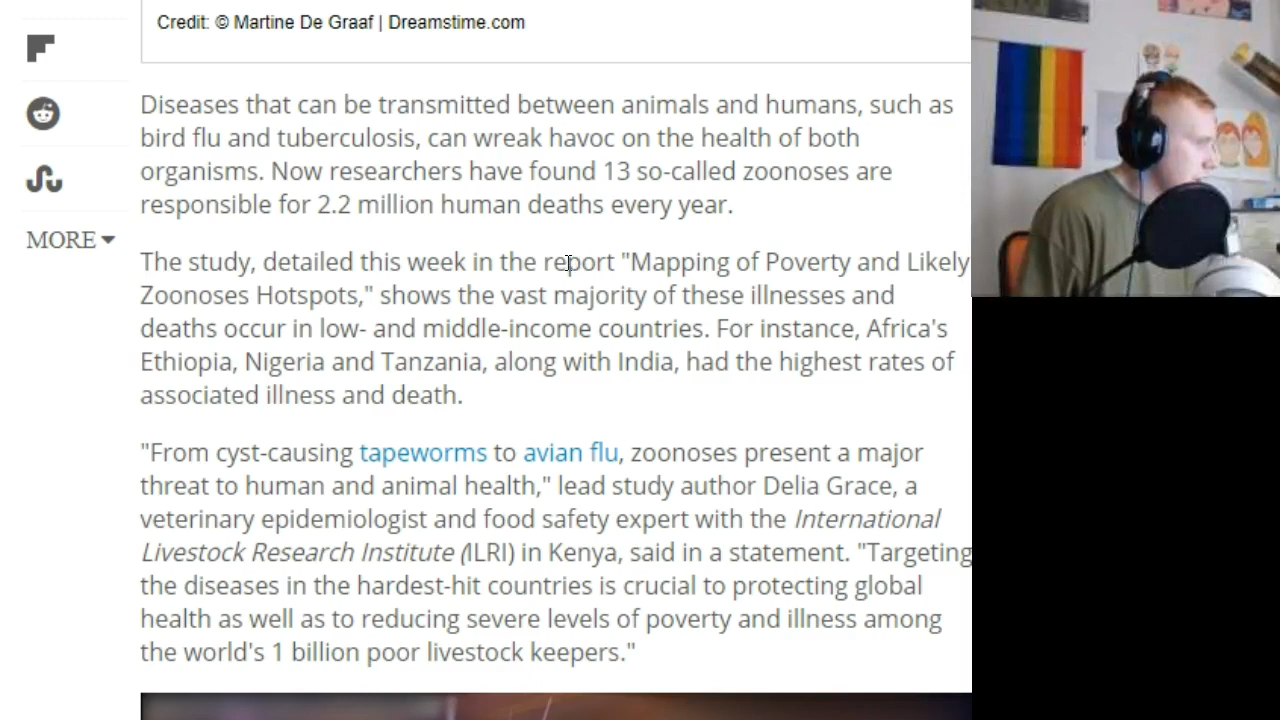 Credit: © Martine De Graaf | Dreamstime.com
Diseases that can be transmitted between animals and humans, such as
bird flu and tuberculosis, can wreak havoc on the health of both
organisms. Now researchers have found 13 so-called zoonoses are
responsible for 2.2 million human deaths every year.
MORE
The study, detailed this week in the report "Mapping of Poverty and Likely
Zoonoses Hotspots," shows the vast majority of these illnesses and
deaths occur in low- and middle-income countries. For instance, Africa's
Ethiopia, Nigeria and Tanzania, along with India, had the highest rates of
associated illness and death.
"From cyst-causing tapeworms to avian flu, zoonoses present a major
threat to human and animal health," lead study author Delia Grace, a
veterinary epidemiologist and food safety expert with the International
Livestock Research Institute (ILRI) in Kenya, said in a statement. "Targeting
the diseases in the hardest-hit countries is crucial to protecting global
health as well as to reducing severe levels of poverty and illness among
the world's 1 billion poor livestock keepers."